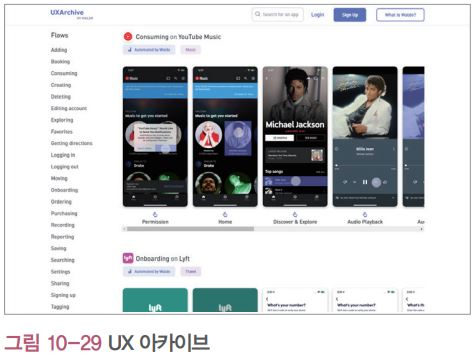 UXArchive
BY WALDO
Search for an app
Login
Sign Up
What is Waldo?
Flows
Adding
Booking
Consuming
Creating
Deleting
Editing account
Exploring
Favorites
Getting directions
Logging in
Logging out
Moving
Onboarding
Ordering
Purchasing
Recording
Reporting
Saving
Searching
Settings
Sharing
Signing up
Tagging
Consuming on YouTube Music
Automated by Waldo
Music
Music to get you started
Drake
Music to get you started
Drake
Michael Jackson
Top songs
Billie Jean
Permission
Home
Discover & Explore
Audio Playback
Au
Onboarding on Lyft
Automated by Waldo
Travel
lyft
lyft
What's your number?
What's your number?
그림 10-29 UX 아카이브